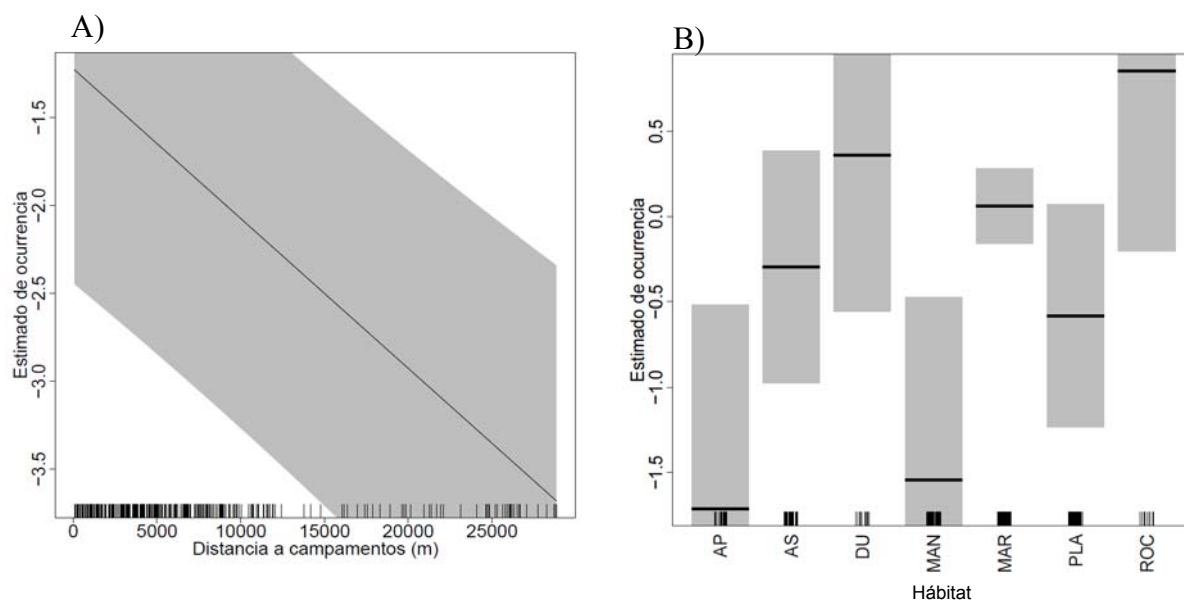 A)
Estimado de ocurrencia
−1.5
−2.0
−2.5
−3.0
−3.5
0 5000 10000 15000 20000 25000
Distancia a campamentos (m)
B)
Estimado de ocurrencia
0.5
0.0
−0.5
−1.0
−1.5
AP AS DU MAN MAR PLA ROC
Hábitat